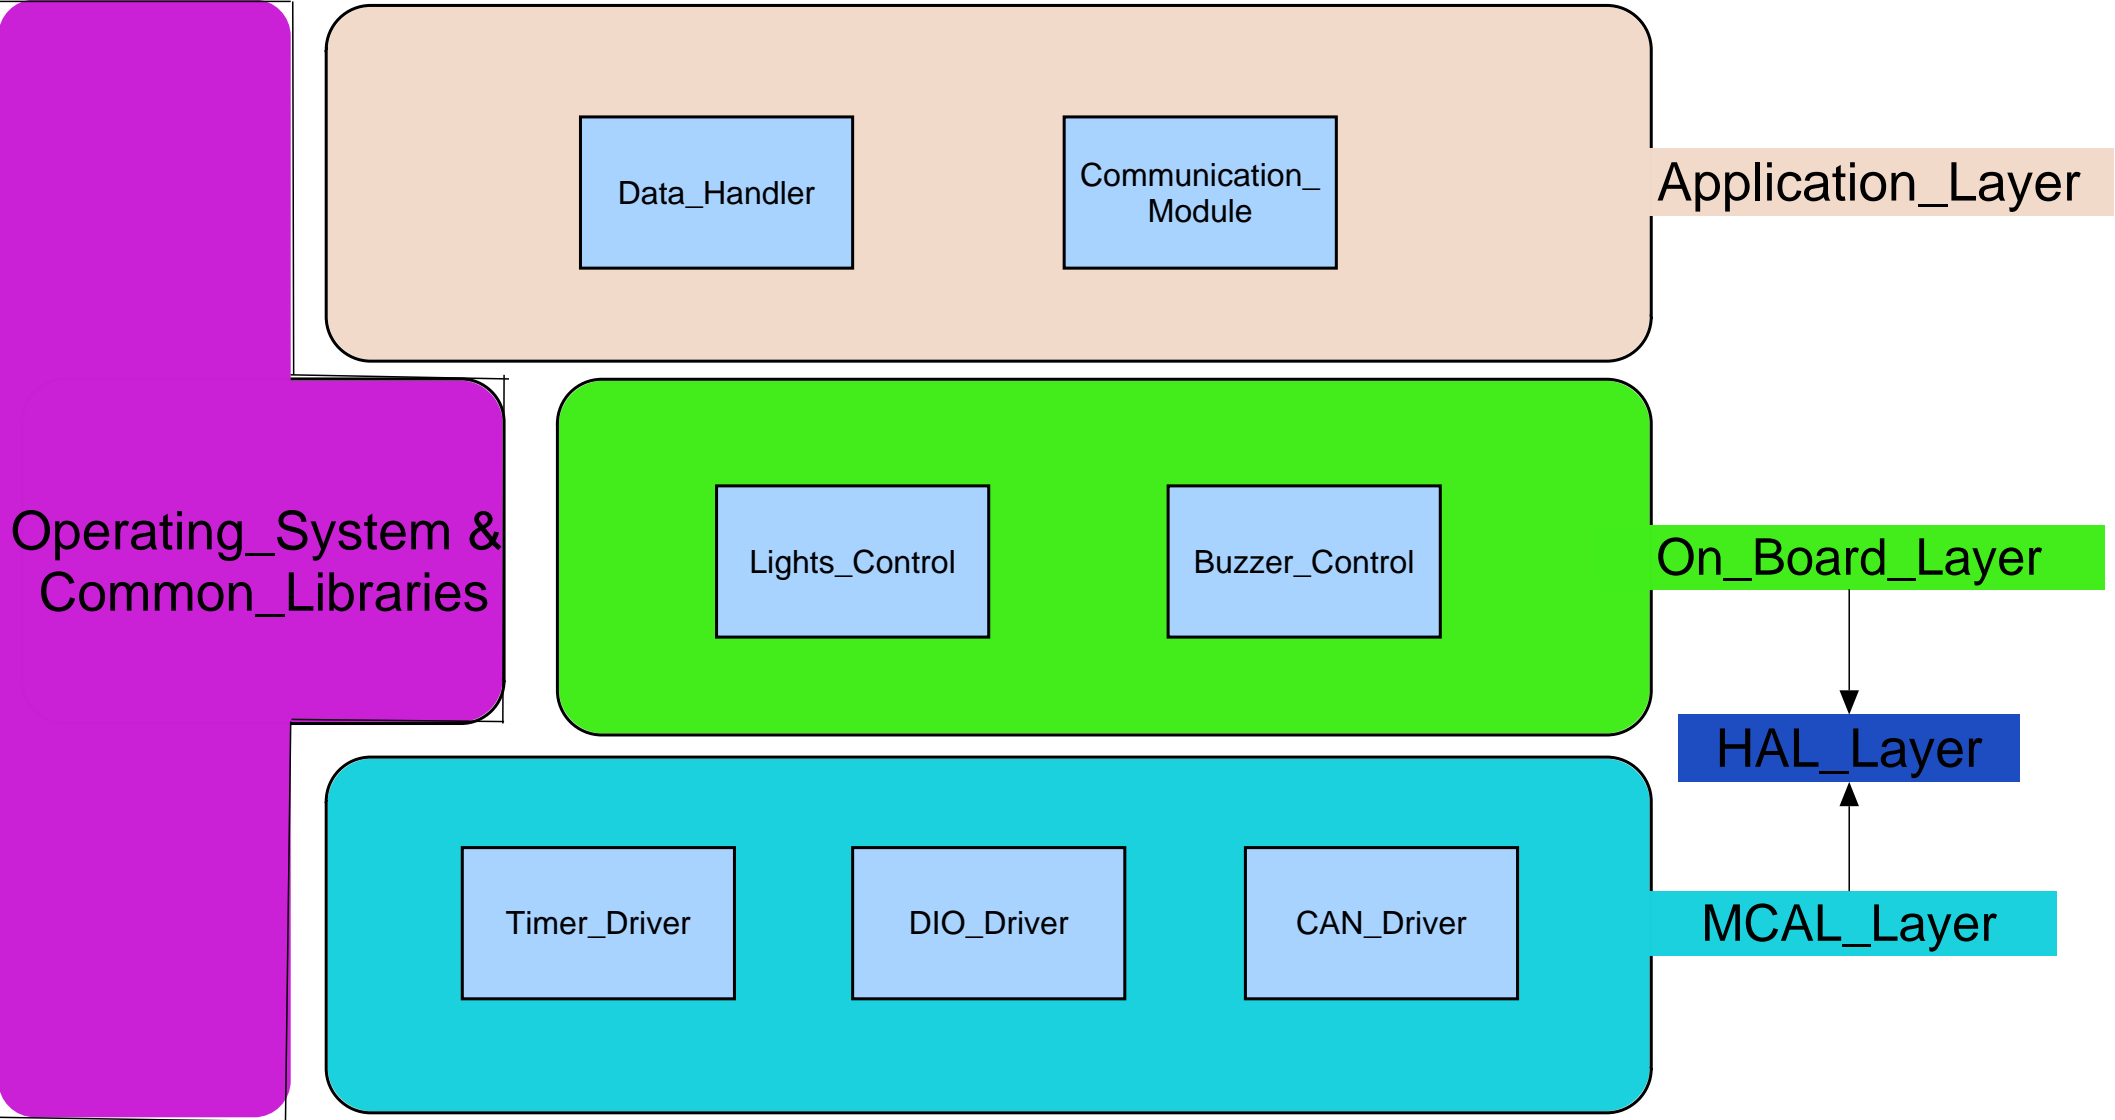 Data_Handler
Communication_
Module
Application_Layer
Operating_System &
Common_Libraries
Lights_Control
Buzzer_Control
On_Board_Layer
HAL_Layer
Timer_Driver
DIO_Driver
CAN_Driver
MCAL_Layer